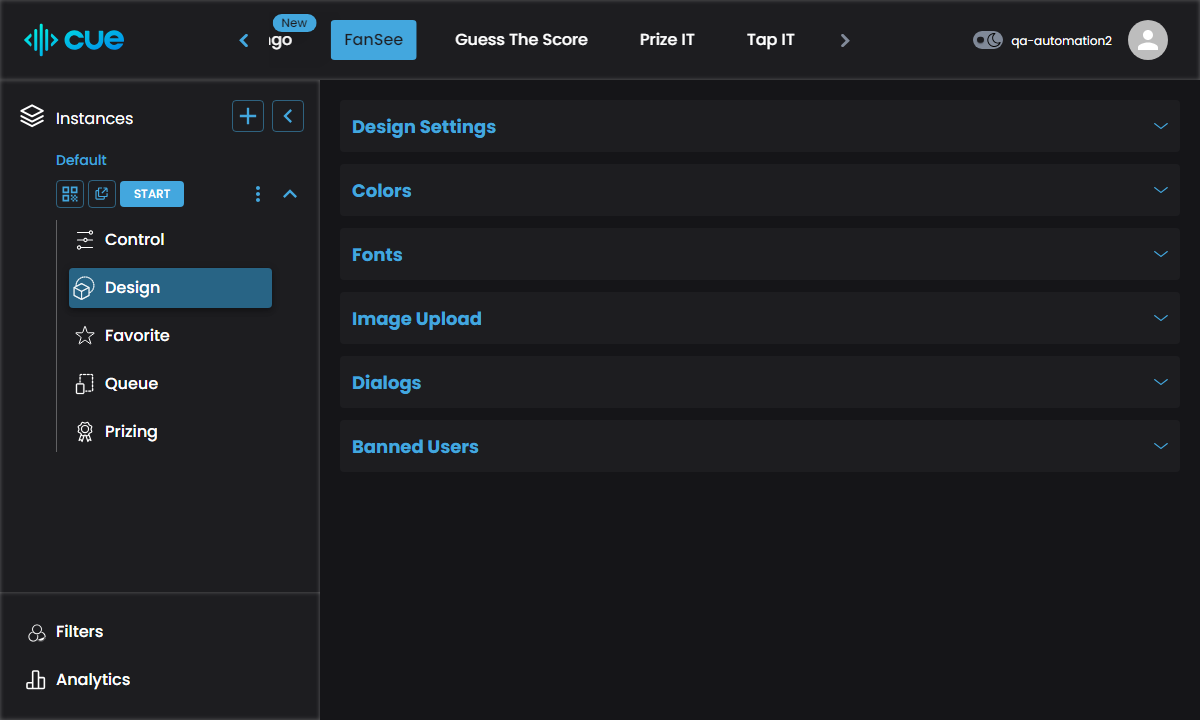 cue
New
FanSee
Guess The Score
Prize IT
Tap IT
qa-automation2
Instances
Default
START
Control
Design
Favorite
Queue
Prizing
Filters
Analytics
Design Settings
Colors
Fonts
Image Upload
Dialogs
Banned Users